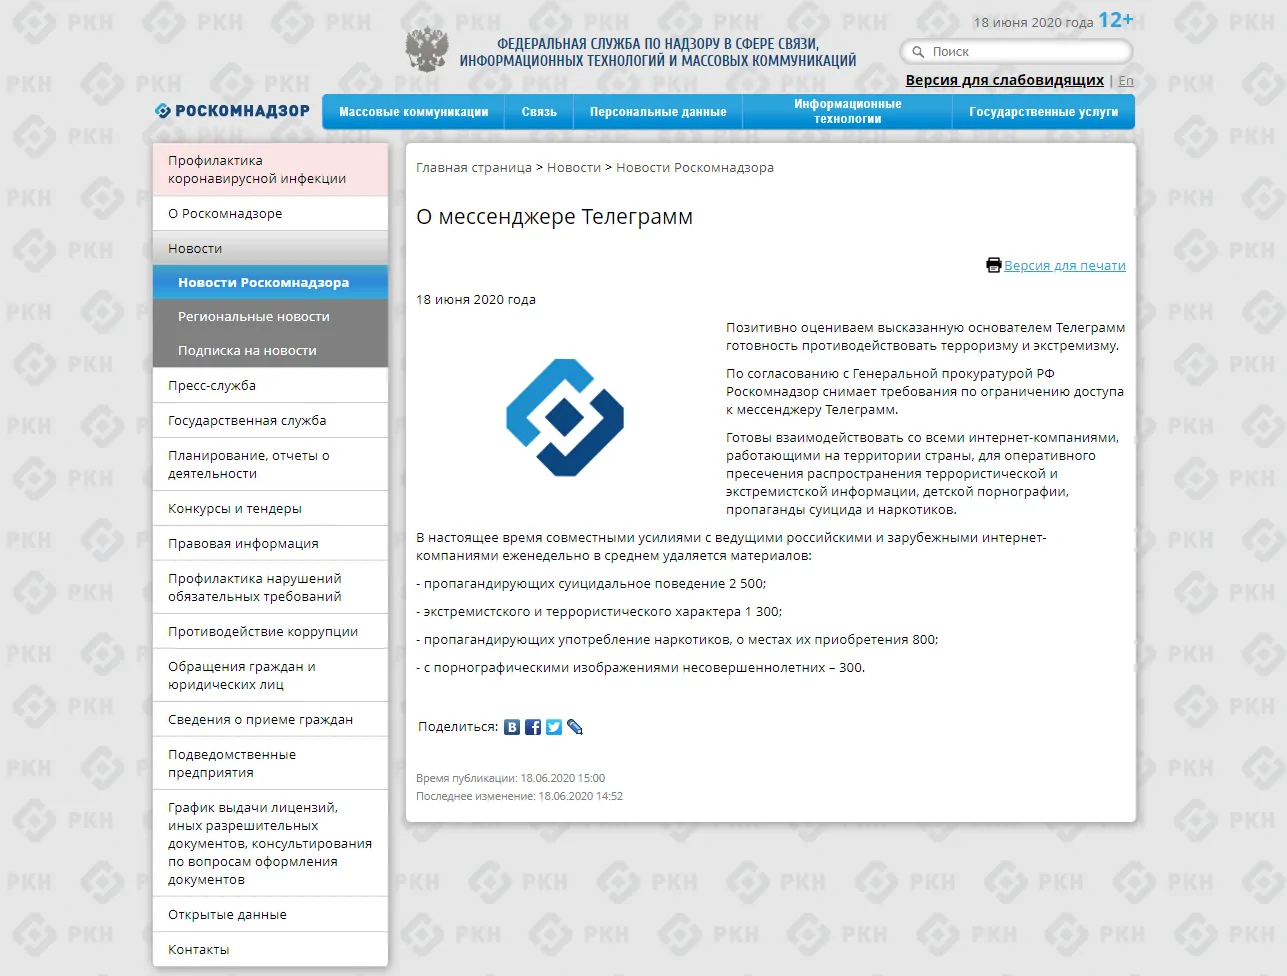 18 июня 2020 года 12+
ФЕДЕРАЛЬНАЯ СЛУЖБА ПО НАДЗОРУ В СФЕРЕ СВЯЗИ,
ИНФОРМАЦИОННЫХ ТЕХНОЛОГИЙ И МАССОВЫХ КОММУНИКАЦИЙ
Поиск
Версия для слабовидящих | En
РОСКОМНАДЗОР
Массовые коммуникации
Связь
Персональные данные
Информационные
технологии
Государственные услуги
Профилактика
коронавирусной инфекции
О Роскомнадзоре
Новости
Новости Роскомнадзора
Региональные новости
Подписка на новости
Пресс-служба
Государственная служба
Планирование, отчеты о
деятельности
Конкурсы и тендеры
Правовая информация
Профилактика нарушений
обязательных требований
Противодействие коррупции
Обращения граждан и
юридических лиц
Сведения о приеме граждан
Подведомственные
предприятия
График выдачи лицензий,
иных разрешительных
документов, консультирования
по вопросам оформления
документов
Открытые данные
Контакты
Главная страница > Новости > Новости Роскомнадзора
О мессенджере Телеграмм
Версия для печати
18 июня 2020 года
Позитивно оцениваем высказанную основателем Телеграмм
готовность противодействовать терроризму и экстремизму.
По согласованию с Генеральной прокуратурой РФ
Роскомнадзор снимает требования по ограничению доступа
к мессенджеру Телеграмм.
Готовы взаимодействовать со всеми интернет-компаниями,
работающими на территории страны, для оперативного
пресечения распространения террористической и
экстремистской информации, детской порнографии,
пропаганды суицида и наркотиков.
В настоящее время совместными усилиями с ведущими российскими и зарубежными интернет-
компаниями еженедельно в среднем удаляется материалов:
- пропагандирующих суицидальное поведение 2 500;
- экстремистского и террористического характера 1 300;
- пропагандирующих употребление наркотиков, о местах их приобретения 800;
- с порнографическими изображениями несовершеннолетних – 300.
Поделиться:
Время публикации: 18.06.2020 15:00
Последнее изменение: 18.06.2020 14:52